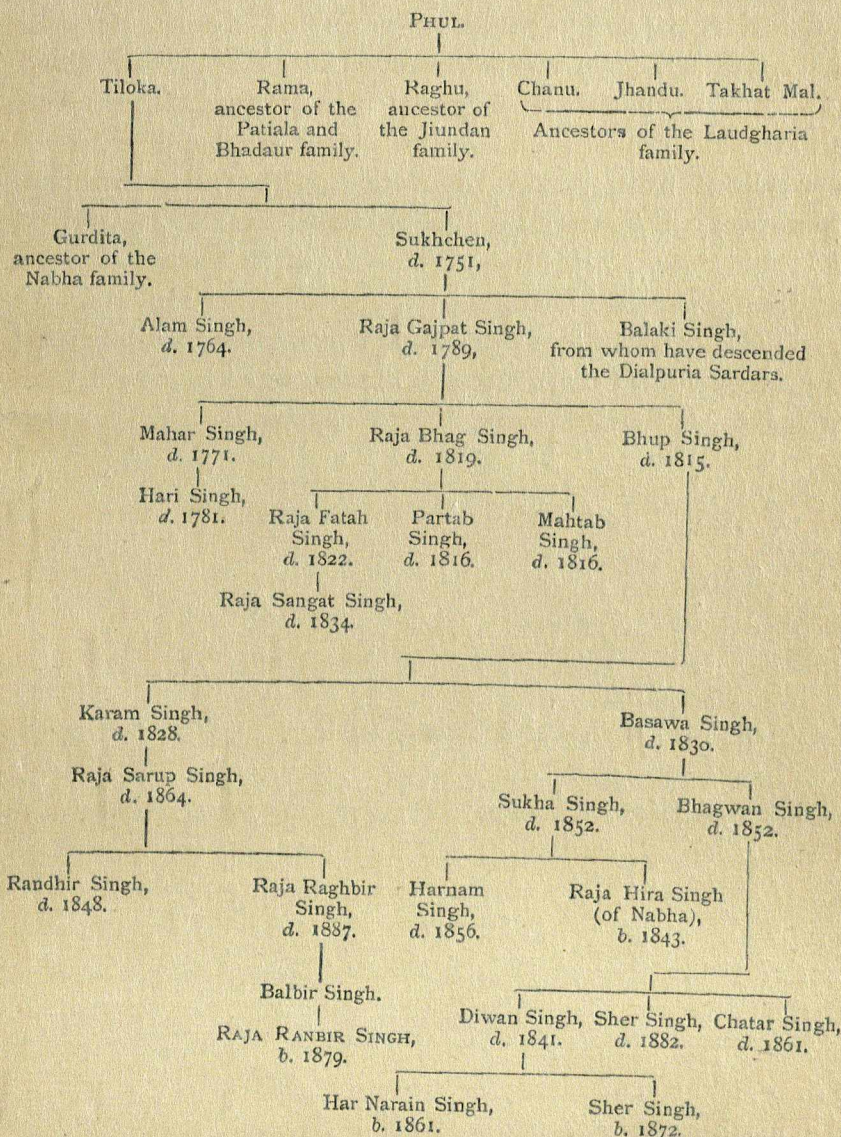 PHUL.
Tiloka. Rama, Raghu, Chanu. Jhandu. Takhat Mal.
ancestor of the ancestor of
Patiala and the Jiundan Ancestors of the Laudgharia
Bhadaur family. family. family.
Gurdita, Sukhchen,
ancestor of the d. 1751,
Nabha family.
Alam Singh, Raja Gajpat Singh, Balaki Singh,
d. 1764. d. 1789, from whom have descended
the Dialpuria Sardars.
Mahar Singh, Raja Bhag Singh, Bhup Singh,
d. 1771. d. 1819. d. 1815.
Hari Singh,
d. 1781. Raja Fatah Partab Mahtab
Singh, Singh, Singh,
d. 1822. d. 1816. d. 1816.
Raja Sangat Singh,
d. 1834.
Karam Singh, Basawa Singh,
d. 1828. d. 1830.
Raja Sarup Singh,
d. 1864. Sukha Singh, Bhagwan Singh,
d. 1852. d. 1852.
Randhir Singh, Raja Raghbir Harnam Raja Hira Singh
d. 1848. Singh, Singh, (of Nabha),
d. 1887. d. 1856. b. 1843.
Balbir Singh.
Diwan Singh, Sher Singh, Chatar Singh,
RAJA RANBIR SINGH, d. 1841. d. 1882. d. 1861.
b. 1879.
Har Narain Singh, Sher Singh,
b. 1861. b. 1872.